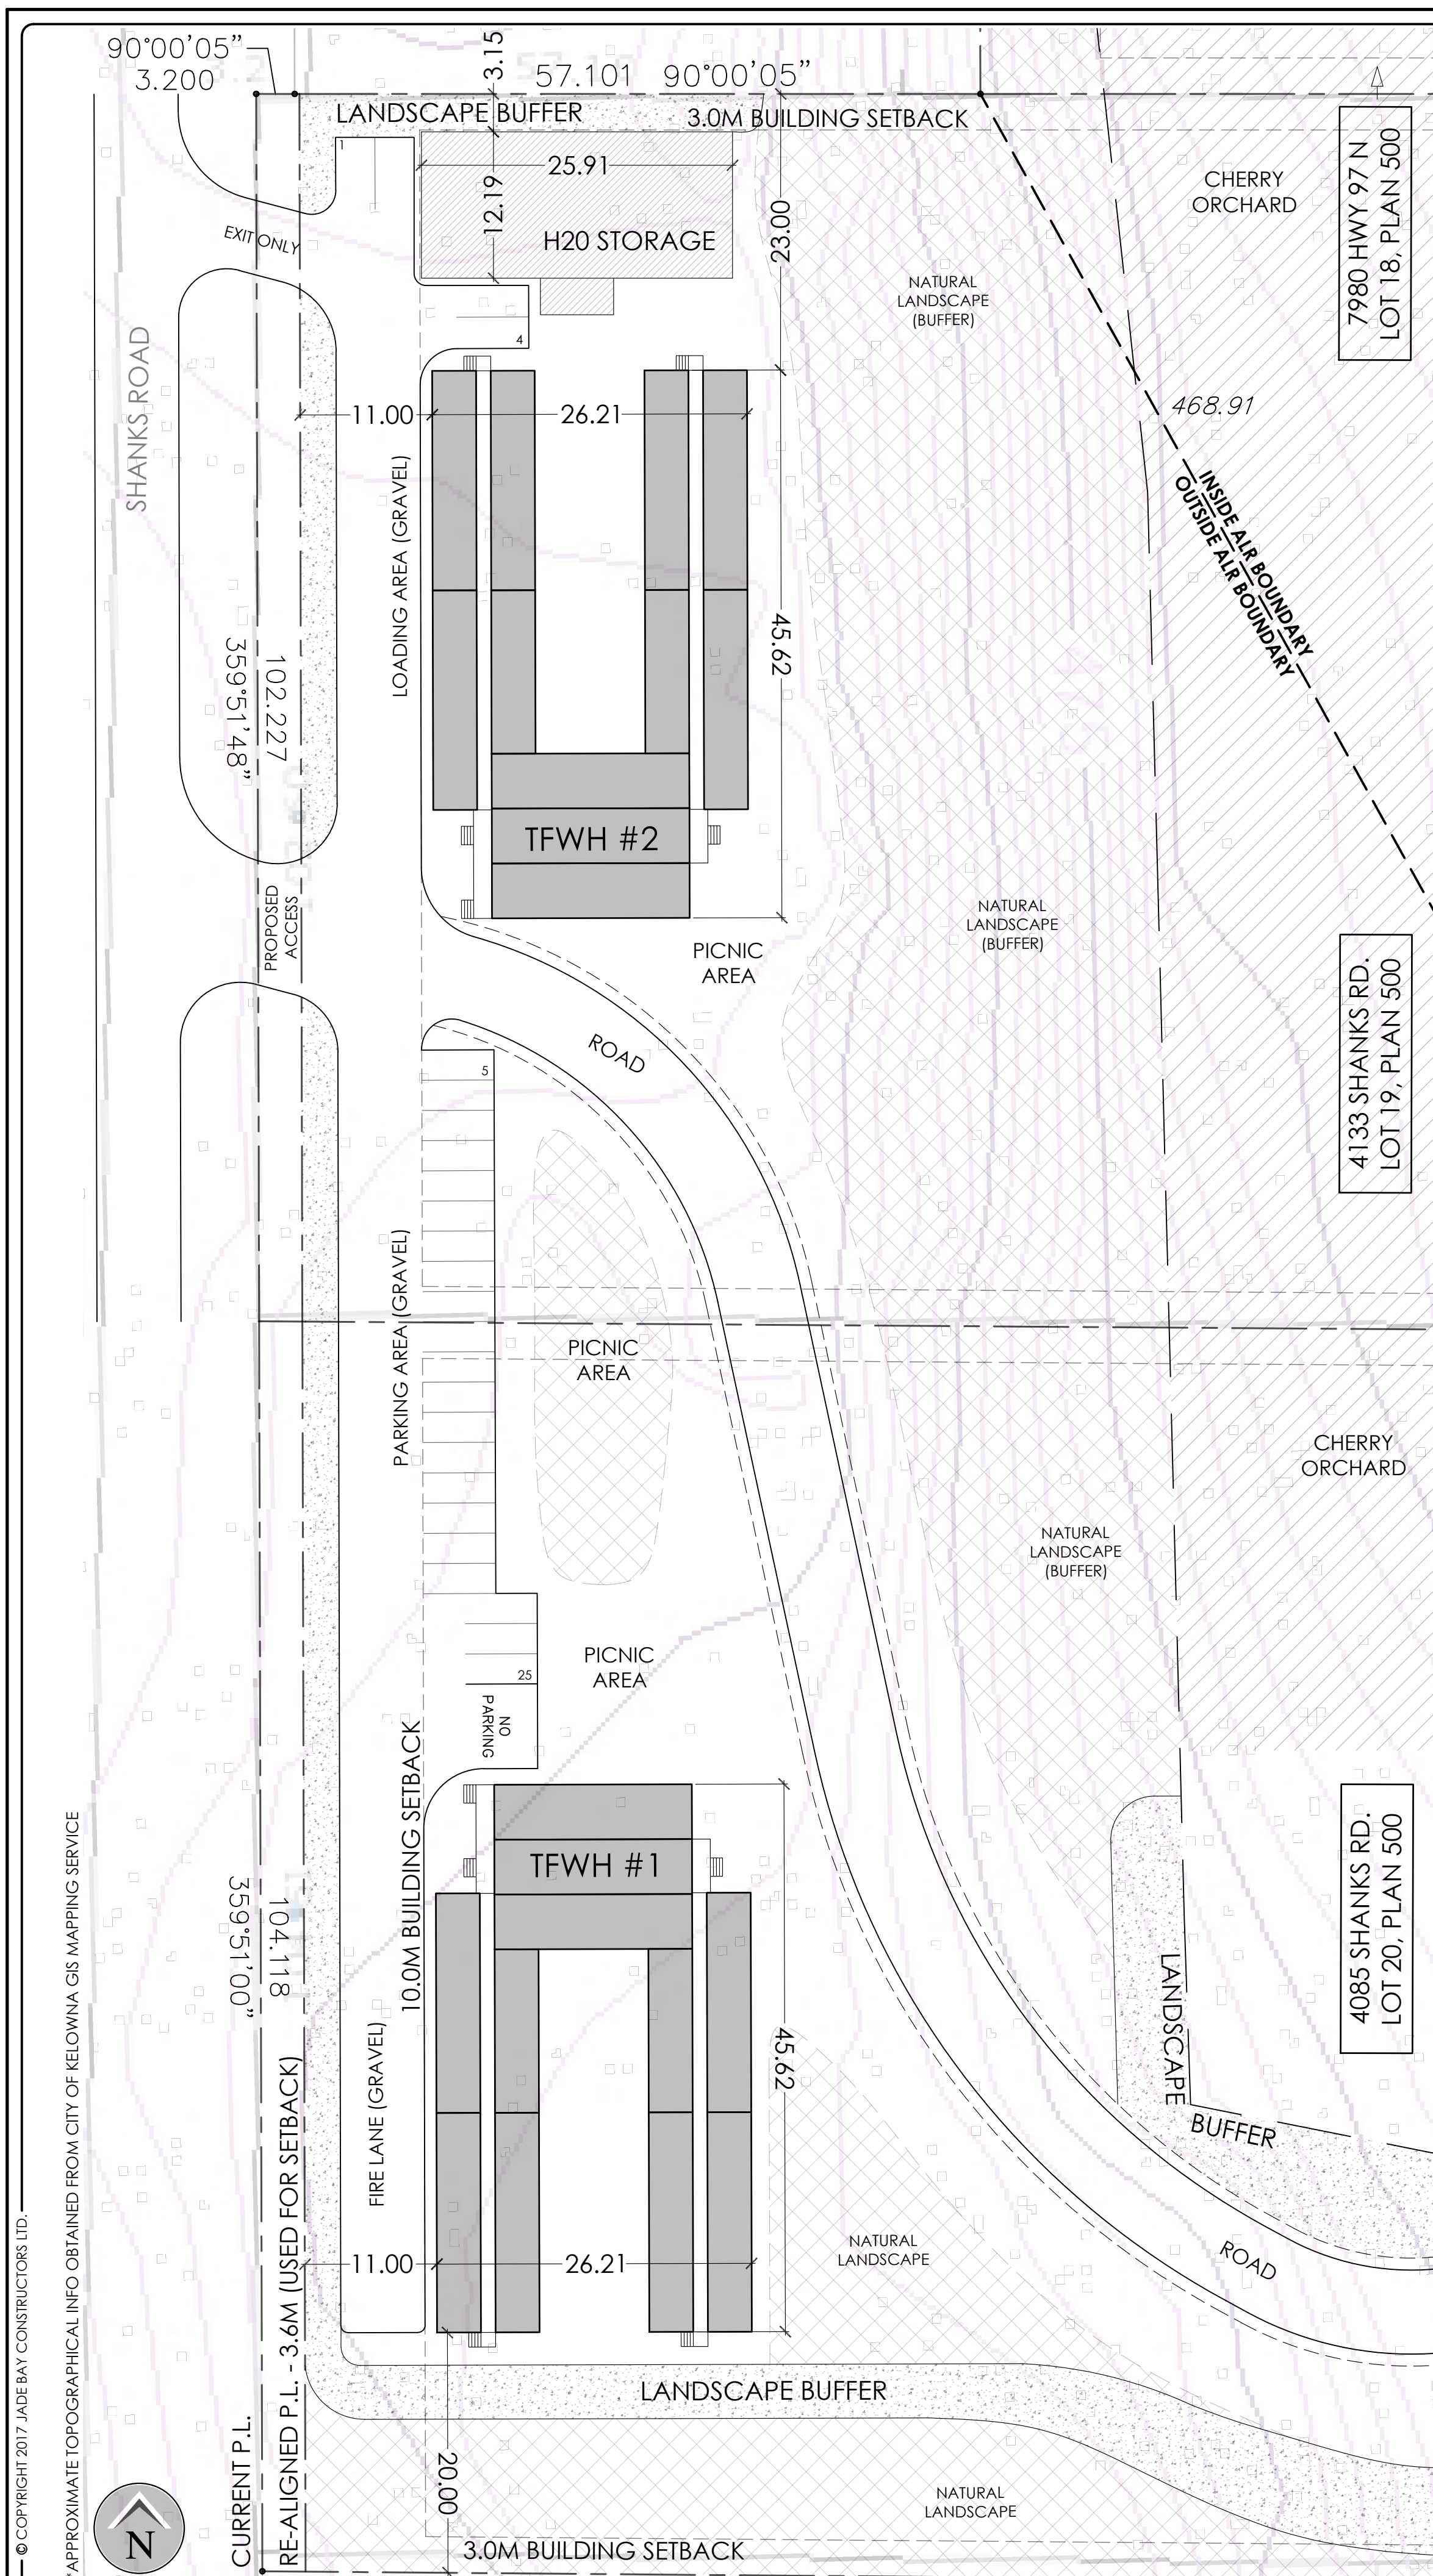 90°00'05"
3.200
3.15
57.101
90°00'05"
LANDSCAPE BUFFER
3.0M BUILDING SETBACK
1
25.91
12.19
H20 STORAGE
23.00
EXIT ONLY
4
CHERRY
ORCHARD
7980 HWY 97 N
LOT 18, PLAN 500
NATURAL
LANDSCAPE
(BUFFER)
SHANKS ROAD
11.00
26.21
468.91
LOADING AREA (GRAVEL)
INSIDE ALR BOUNDARY
OUTSIDE ALR BOUNDARY
45.62
102.227
359°51'48"
TFWH #2
PROPOSED
ACCESS
PICNIC
AREA
NATURAL
LANDSCAPE
(BUFFER)
4133 SHANKS RD.
LOT 19, PLAN 500
ROAD
5
PARKING AREA (GRAVEL)
PICNIC
AREA
CHERRY
ORCHARD
NATURAL
LANDSCAPE
(BUFFER)
PICNIC
AREA
25
NO
PARKING
10.0M BUILDING SETBACK
TFWH #1
4085 SHANKS RD.
LOT 20, PLAN 500
104.118
359°51'00"
LANDSCAPE
BUFFER
FIRE LANE (GRAVEL)
45.62
11.00
26.21
NATURAL
LANDSCAPE
ROAD
LANDSCAPE BUFFER
20.00
NATURAL
LANDSCAPE
3.0M BUILDING SETBACK
CURRENT P.L.
RE-ALIGNED P.L. - 3.6M (USED FOR SETBACK)
N
*APPROXIMATE TOPOGRAPHICAL INFO OBTAINED FROM CITY OF KELOWNA GIS MAPPING SERVICE
© COPYRIGHT 2017 JADE BAY CONSTRUCTORS LTD.